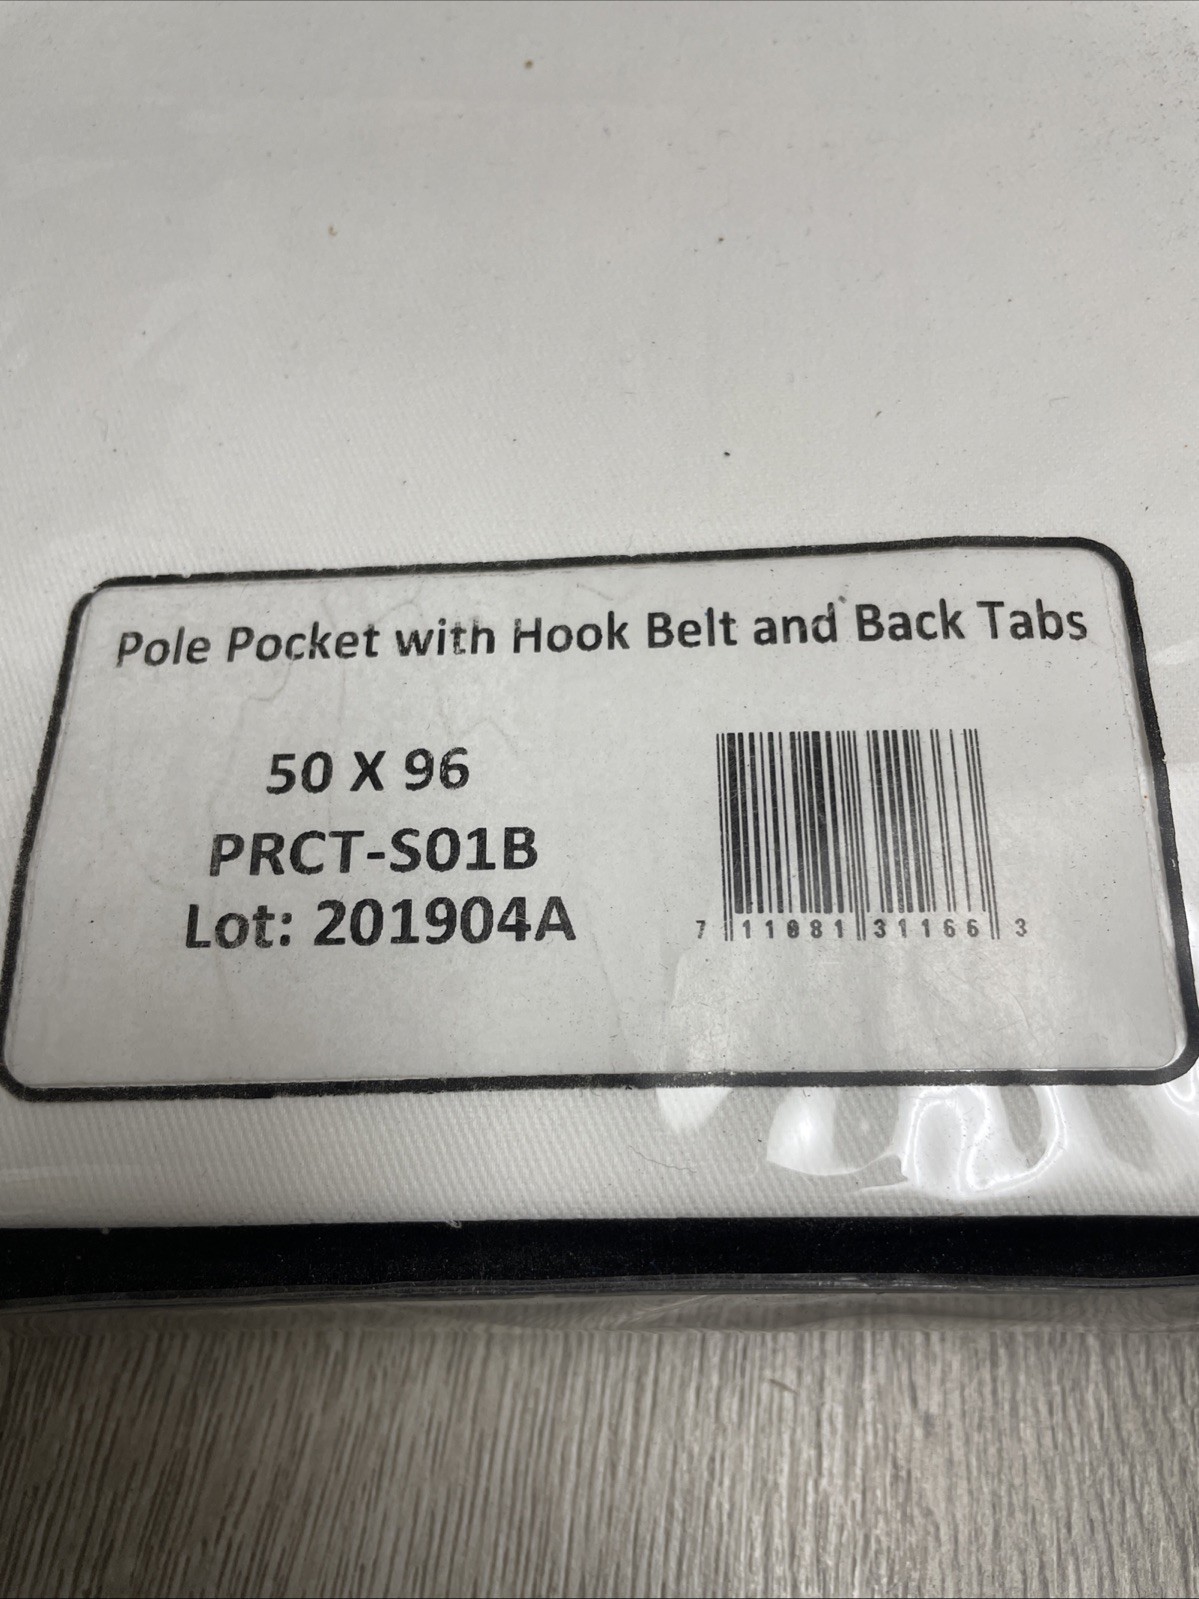 Pole Pocket with Hook Belt and Back Tabs
50 X 96
PRCT-S01B
Lot: 201904A
7 11081 31166 3